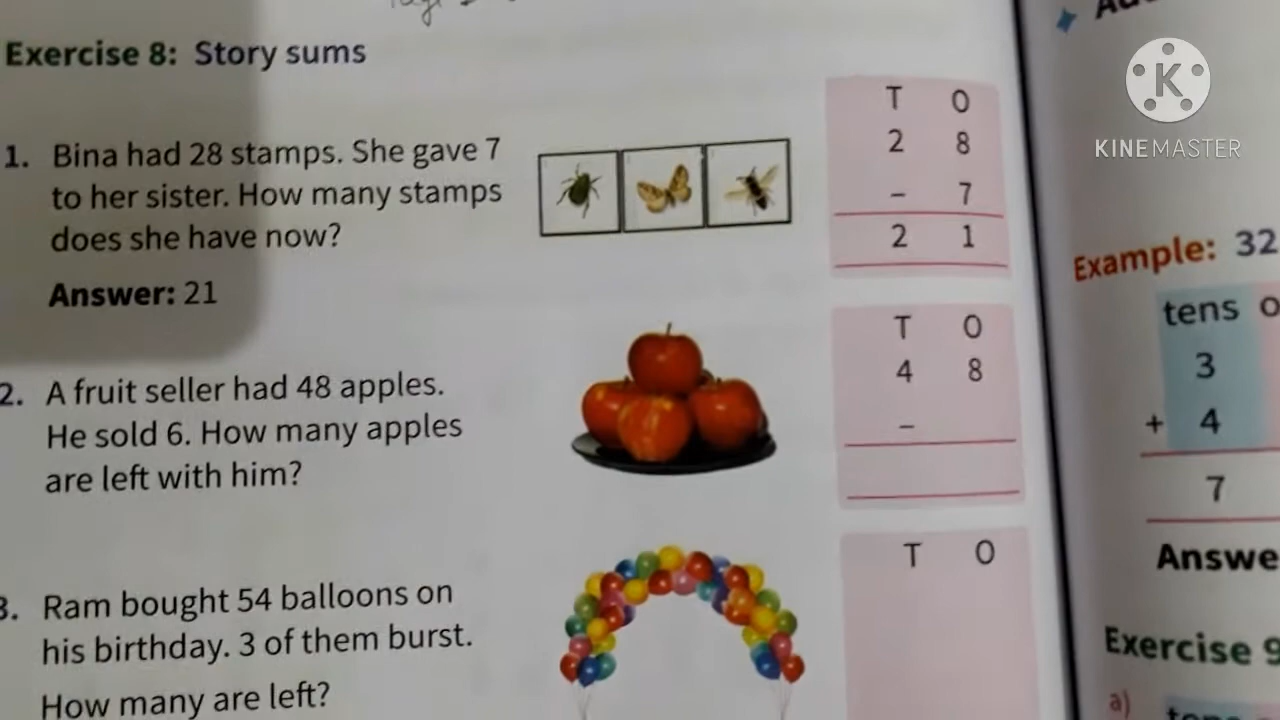 Exercise 8: Story sums
1. Bina had 28 stamps. She gave 7
to her sister. How many stamps
does she have now?
Answer: 21
T O
2 8
– 7
2 1
2. A fruit seller had 48 apples.
He sold 6. How many apples
are left with him?
T O
4 8
–
3. Ram bought 54 balloons on
his birthday. 3 of them burst.
How many are left?
T O
K
KINEMASTER
Example: 32
tens o
3
+ 4
7
Answe
Exercise 9
a)